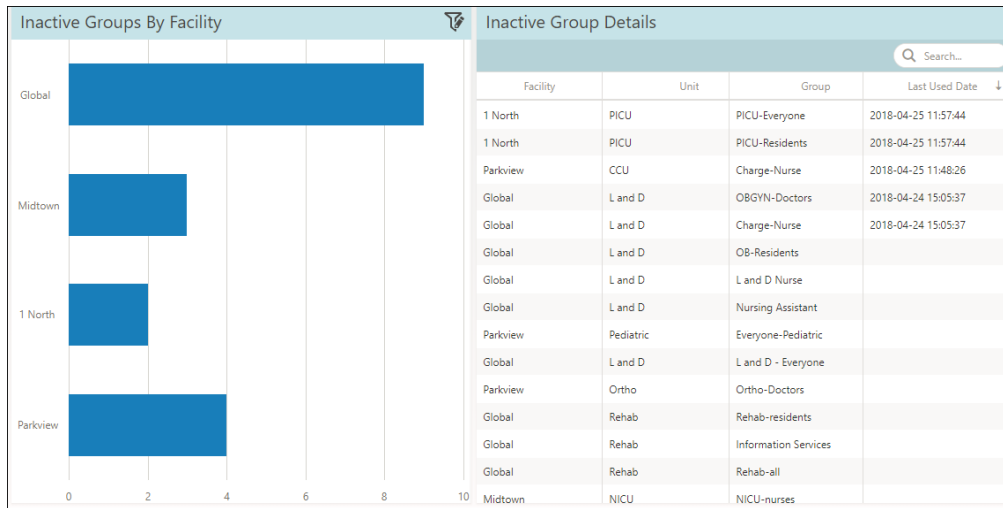 Inactive Groups By Facility
Global
Midtown
1 North
Parkview
0 2 4 6 8 10
Inactive Group Details
Search...
Facility Unit Group Last Used Date ↓
1 North PICU PICU-Everyone 2018-04-25 11:57:44
1 North PICU PICU-Residents 2018-04-25 11:57:44
Parkview CCU Charge-Nurse 2018-04-25 11:48:26
Global L and D OBGYN-Doctors 2018-04-24 15:05:37
Global L and D Charge-Nurse 2018-04-24 15:05:37
Global L and D OB-Residents
Global L and D L and D Nurse
Global L and D Nursing Assistant
Parkview Pediatric Everyone-Pediatric
Global L and D L and D - Everyone
Parkview Ortho Ortho-Doctors
Global Rehab Rehab-residents
Global Rehab Information Services
Global Rehab Rehab-all
Midtown NICU NICU-nurses